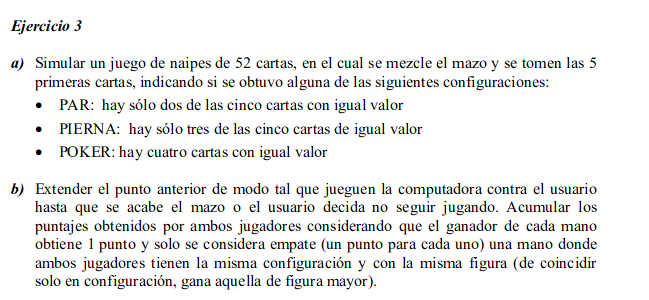 Ejercicio 3
a) Simular un juego de naipes de 52 cartas, en el cual se mezcle el mazo y se tomen las 5
primeras cartas, indicando si se obtuvo alguna de las siguientes configuraciones:
• PAR: hay sólo dos de las cinco cartas con igual valor
• PIERNA: hay sólo tres de las cinco cartas de igual valor
• POKER: hay cuatro cartas con igual valor
b) Extender el punto anterior de modo tal que jueguen la computadora contra el usuario
hasta que se acabe el mazo o el usuario decida no seguir jugando. Acumular los
puntajes obtenidos por ambos jugadores considerando que el ganador de cada mano
obtiene 1 punto y solo se considera empate (un punto para cada uno) una mano donde
ambos jugadores tienen la misma configuración y con la misma figura (de coincidir
solo en configuración, gana aquella de figura mayor).